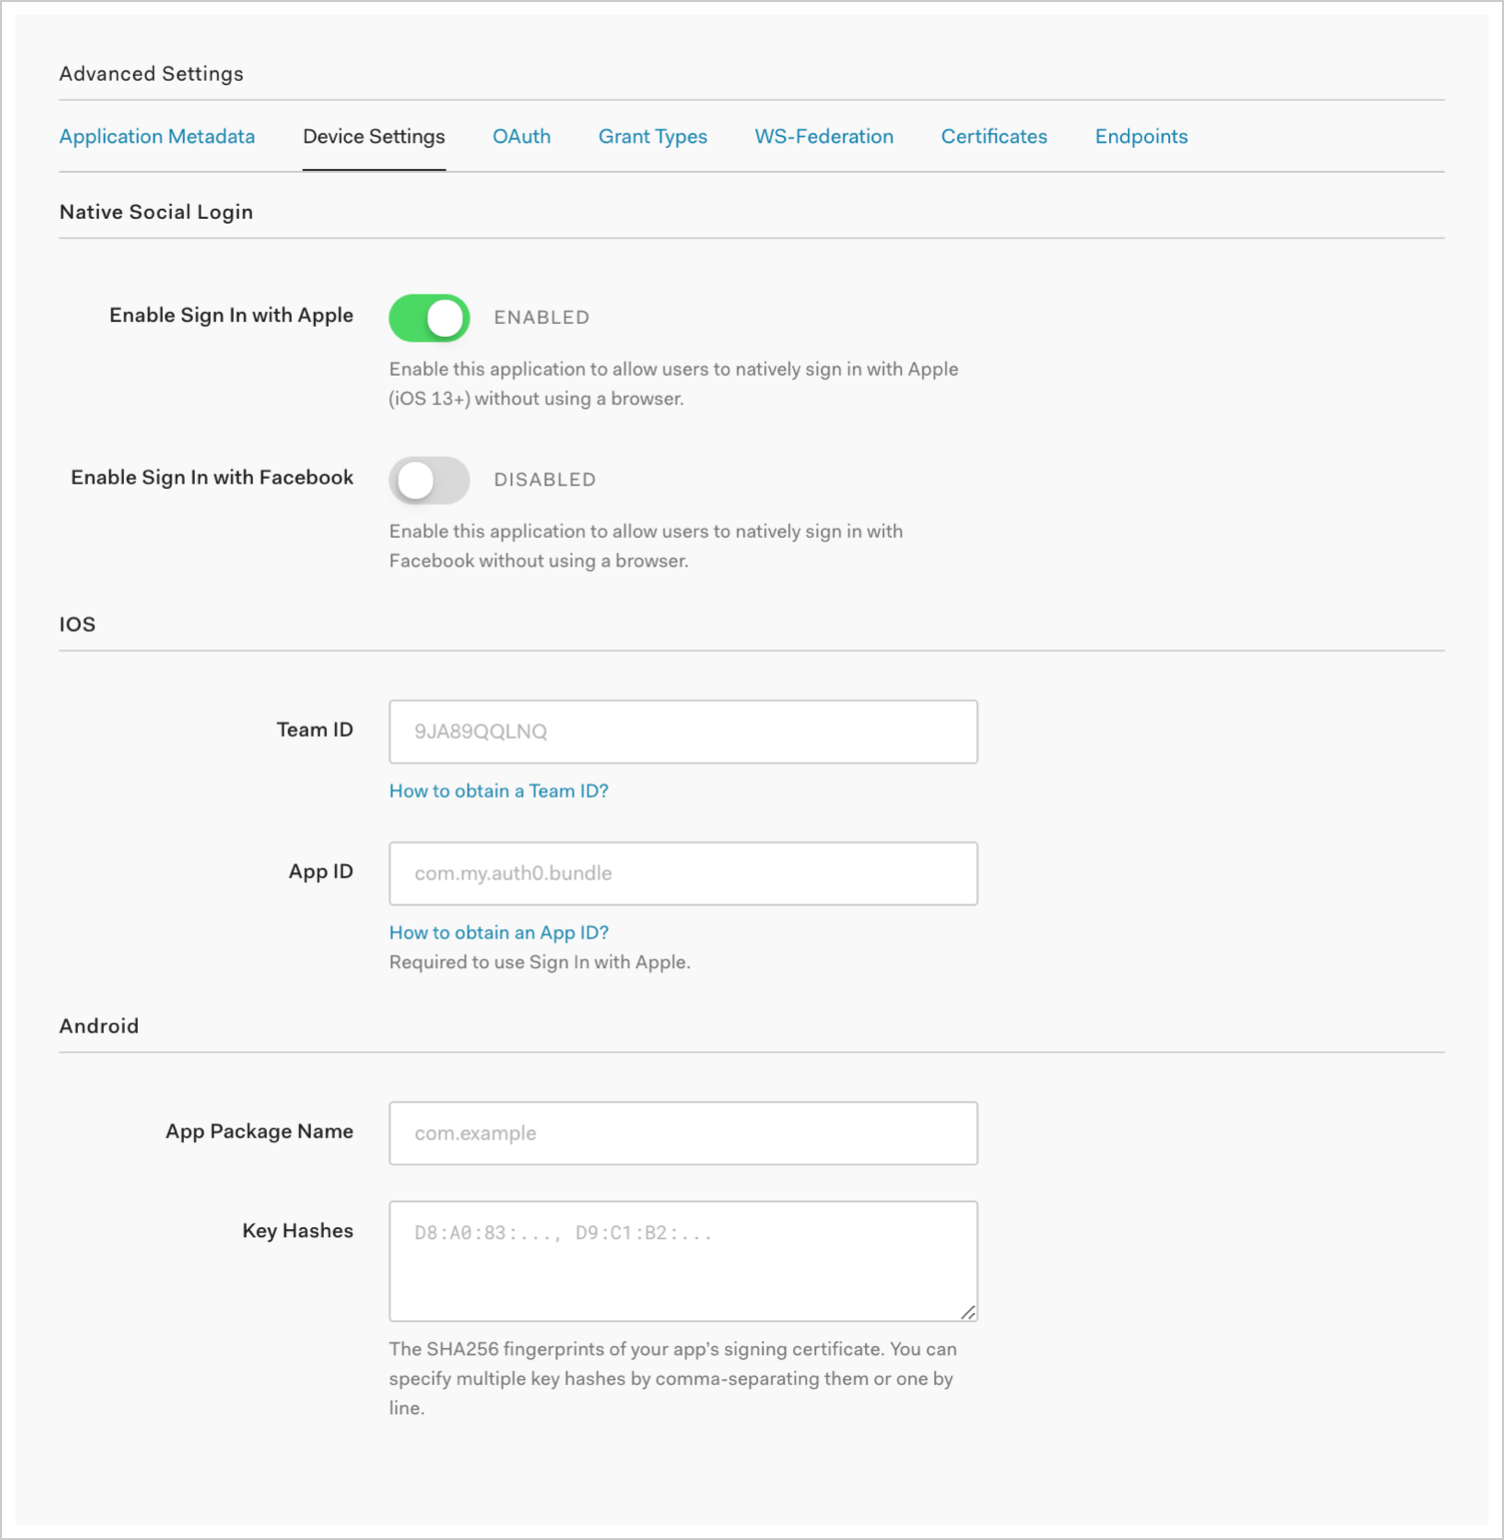 Advanced Settings
Application Metadata Device Settings OAuth Grant Types WS-Federation Certificates Endpoints
Native Social Login
Enable Sign In with Apple ENABLED
Enable this application to allow users to natively sign in with Apple
(iOS 13+) without using a browser.
Enable Sign In with Facebook DISABLED
Enable this application to allow users to natively sign in with
Facebook without using a browser.
IOS
Team ID 9JA89QQLNQ
How to obtain a Team ID?
App ID com.my.auth0.bundle
How to obtain an App ID?
Required to use Sign In with Apple.
Android
App Package Name com.example
Key Hashes D8:A0:83:..., D9:C1:B2:...
The SHA256 fingerprints of your app's signing certificate. You can
specify multiple key hashes by comma-separating them or one by
line.